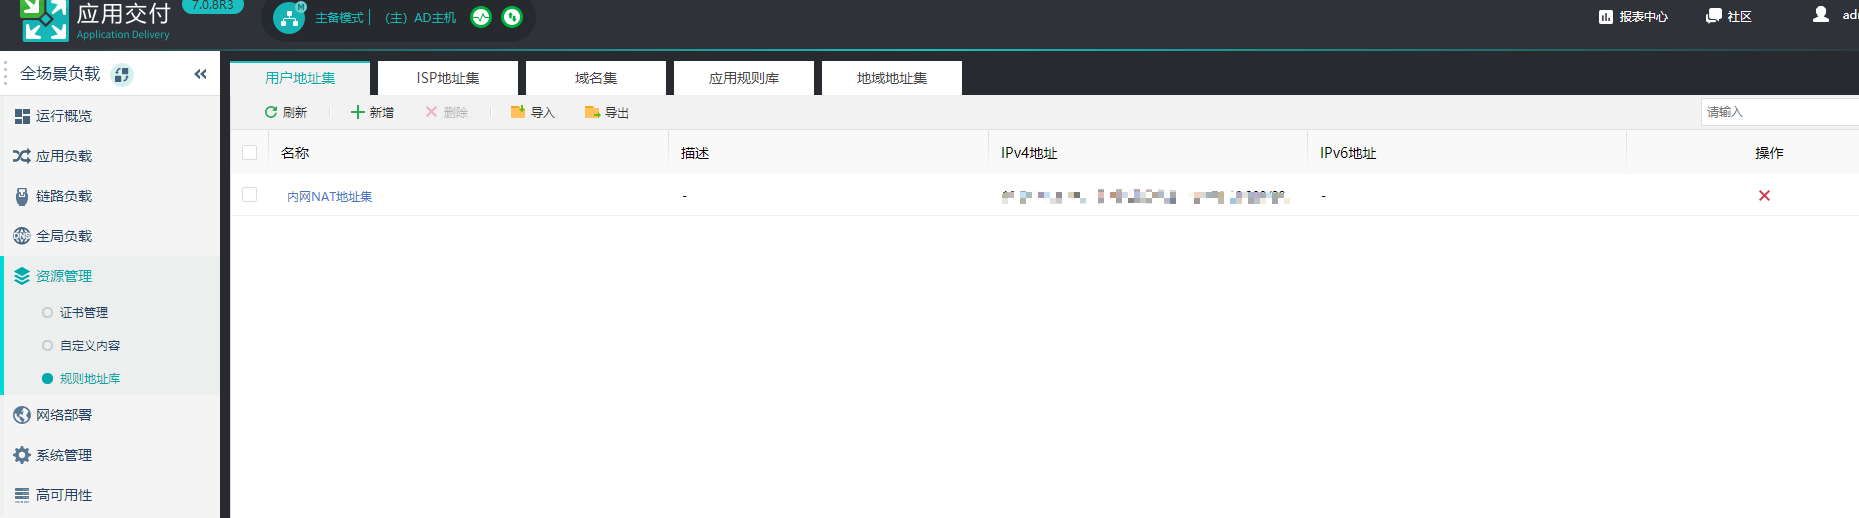 应用交付
7.0.8R3
Application Delivery
M
主备模式 | (主) AD主机
报表中心
社区
全场景负载
运行概览
应用负载
链路负载
DNS
全局负载
资源管理
证书管理
自定义内容
规则地址库
网络部署
系统管理
高可用性
用户地址集 ISP地址集 域名集 应用规则库 地域地址集
刷新 新增 删除 导入 导出 请输入
名称 描述 IPv4地址 IPv6地址 操作
内网NAT地址集 - -